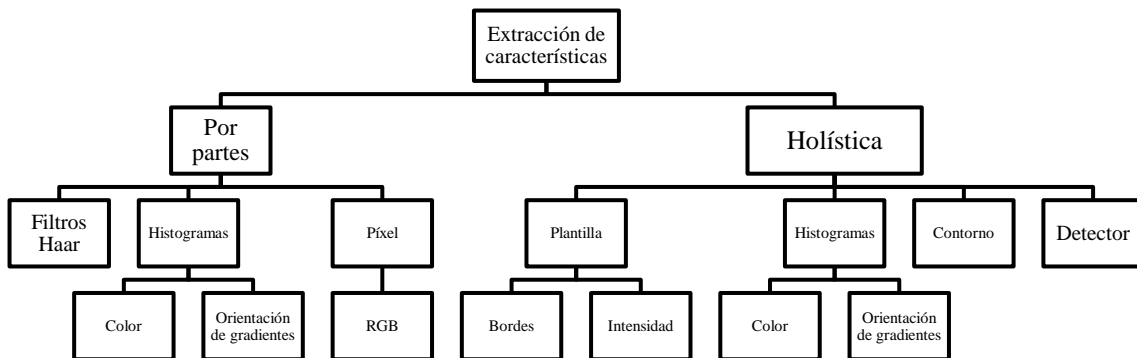 Extracción de
características
Por
partes
Holística
Filtros
Haar
Histogramas
Píxel
Plantilla
Histogramas
Contorno
Detector
Color
Orientación
de gradientes
RGB
Bordes
Intensidad
Color
Orientación
de gradientes